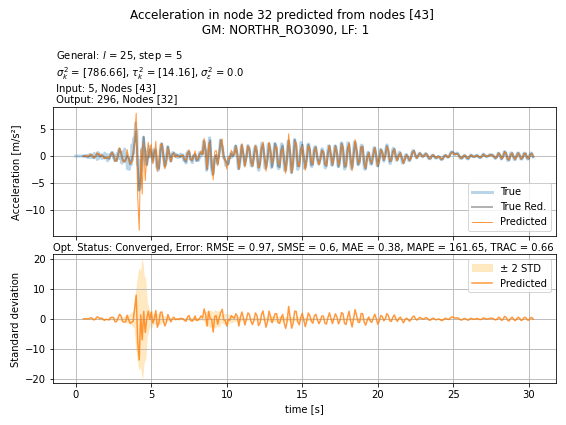 Acceleration in node 32 predicted from nodes [43]
GM: NORTHR_RO3090, LF: 1
General: l = 25, step = 5
σ²ₖ = [786.66], τ²ₖ = [14.16], σ²ε = 0.0
Input: 5, Nodes [43]
Output: 296, Nodes [32]
Acceleration [m/s²]
5
0
−5
−10
True
True Red.
Predicted
Opt. Status: Converged, Error: RMSE = 0.97, SMSE = 0.6, MAE = 0.38, MAPE = 161.65, TRAC = 0.66
Standard deviation
20
10
0
−10
−20
± 2 STD
Predicted
0 5 10 15 20 25 30
time [s]